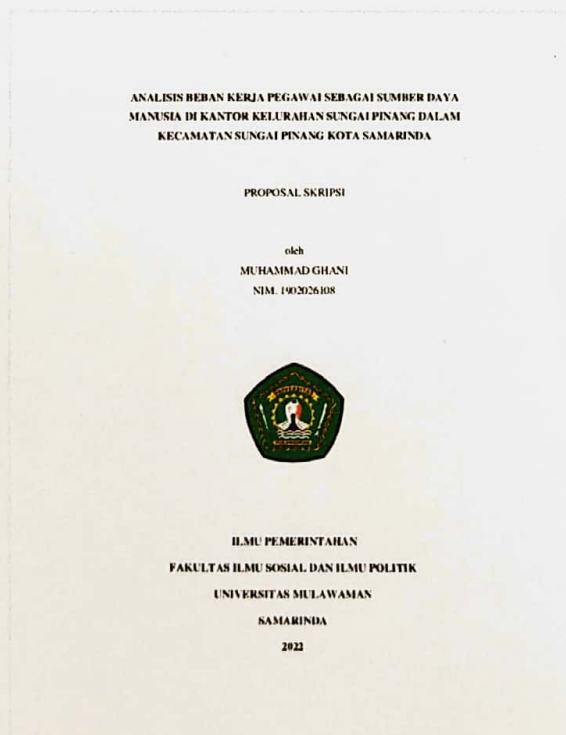 ANALISIS BEBAN KERJA PEGAWAI SEBAGAI SUMBER DAYA
MANUSIA DI KANTOR KELURAHAN SUNGAI PINANG DALAM
KECAMATAN SUNGAI PINANG KOTA SAMARINDA
PROPOSAL SKRIPSI
oleh
MUHAMMAD GHANI
NIM. 1902026108
ILMU PEMERINTAHAN
FAKULTAS ILMU SOSIAL DAN ILMU POLITIK
UNIVERSITAS MULAWAMAN
SAMARINDA
2022